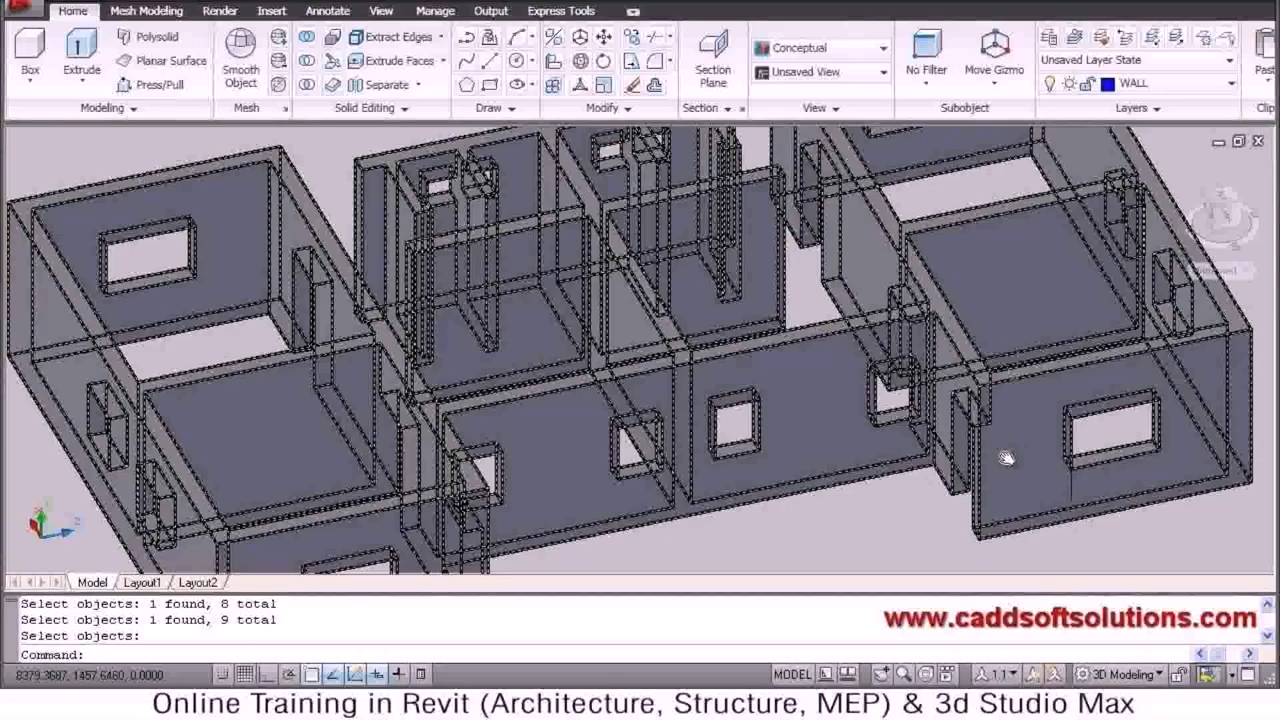 Home Mesh Modeling Render Insert Annotate View Manage Output Express Tools
Box
Extrude
Polysolid
Planar Surface
Press/Pull
Modeling
Smooth
Object
Mesh
Extract Edges
Extrude Faces
Separate
Solid Editing
Draw
Modify
Section
Plane
Section
Conceptual
Unsaved View
View
No Filter
Move Gizmo
Subobject
Unsaved Layer State
WALL
Layers
Past
Clip
Model Layout1 Layout2
Select objects: 1 found, 8 total
Select objects: 1 found, 9 total
Select objects:
Command:
www.caddsoftsolutions.com
8379.3687, 1457.6460, 0.0000
MODEL
1:1
3D Modeling
Online Training in Revit (Architecture, Structure, MEP) & 3d Studio Max